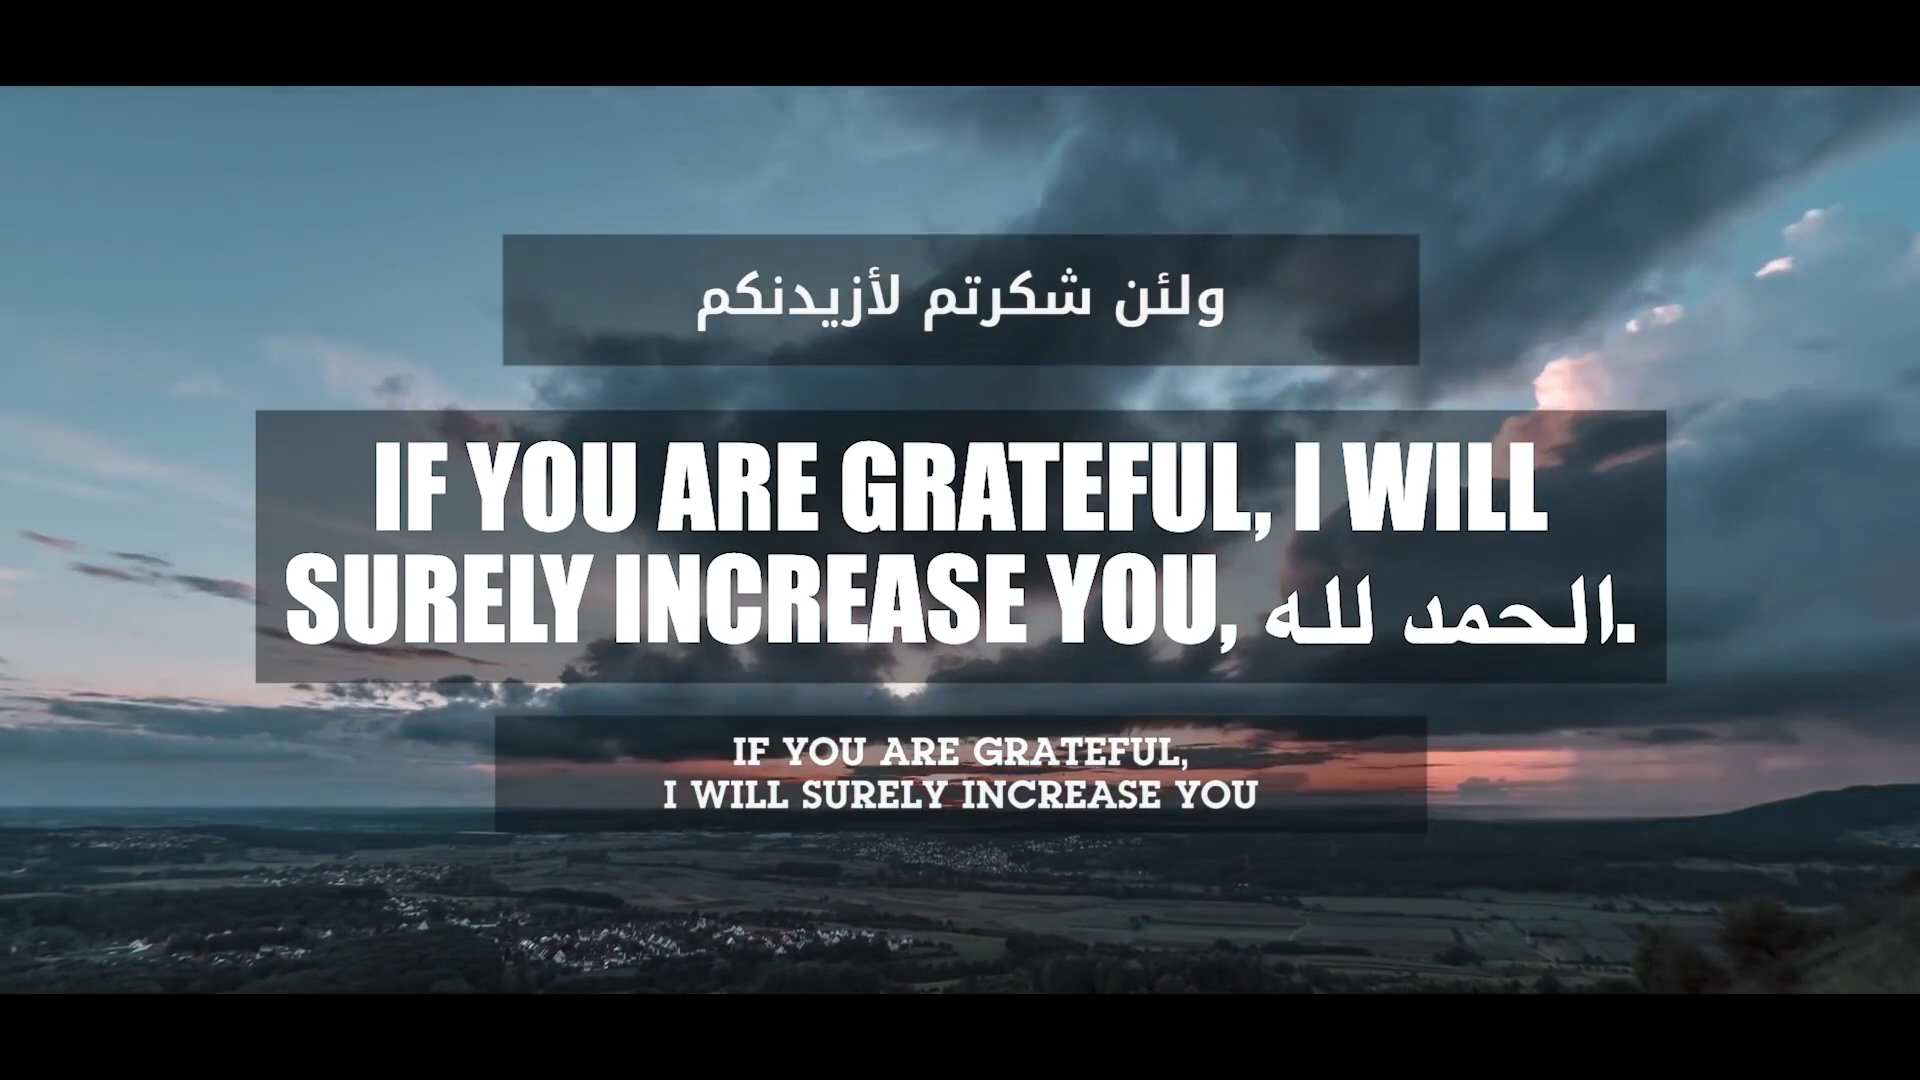 ولئن شكرتم لأزيدنكم
IF YOU ARE GRATEFUL, I WILL
SURELY INCREASE YOU, الحمد لله.
IF YOU ARE GRATEFUL,
I WILL SURELY INCREASE YOU